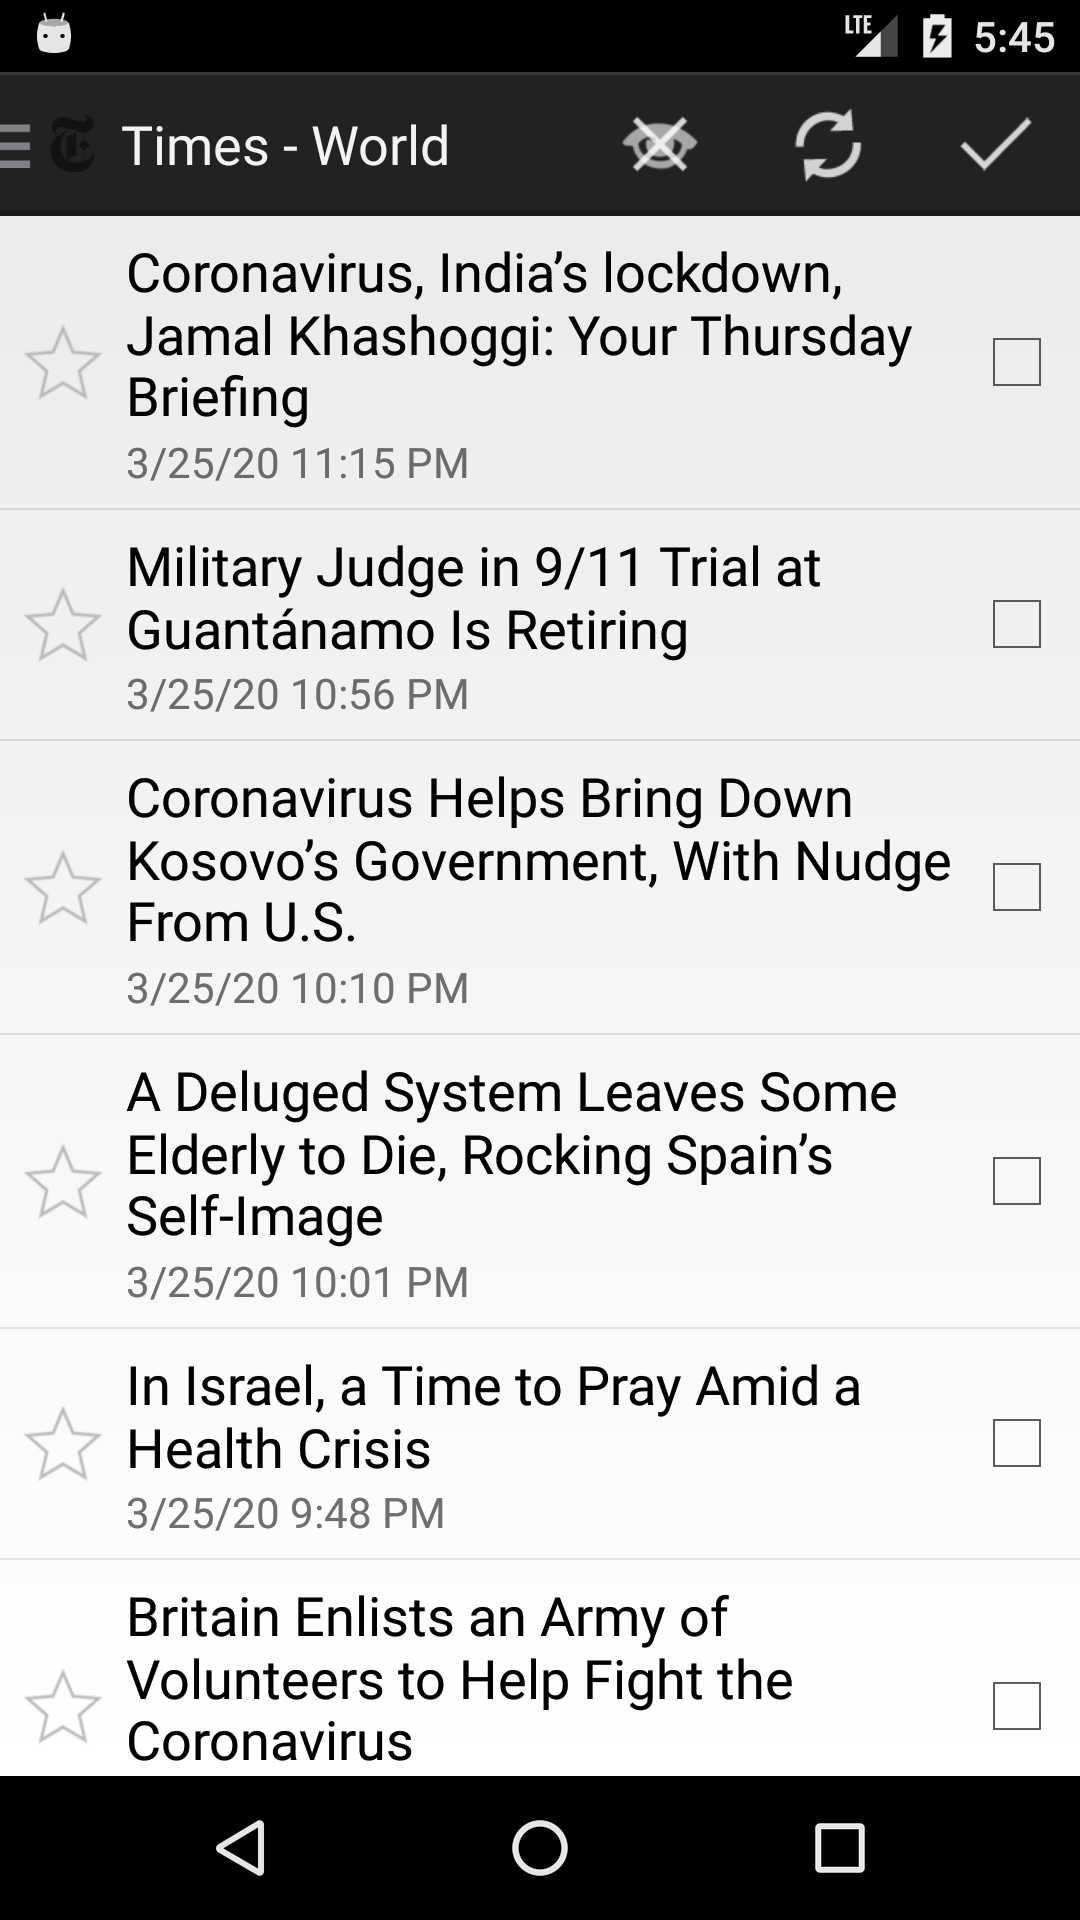 LTE 5:45
Times - World
Coronavirus, India’s lockdown,
Jamal Khashoggi: Your Thursday
Briefing
3/25/20 11:15 PM
Military Judge in 9/11 Trial at
Guantánamo Is Retiring
3/25/20 10:56 PM
Coronavirus Helps Bring Down
Kosovo’s Government, With Nudge
From U.S.
3/25/20 10:10 PM
A Deluged System Leaves Some
Elderly to Die, Rocking Spain’s
Self-Image
3/25/20 10:01 PM
In Israel, a Time to Pray Amid a
Health Crisis
3/25/20 9:48 PM
Britain Enlists an Army of
Volunteers to Help Fight the
Coronavirus